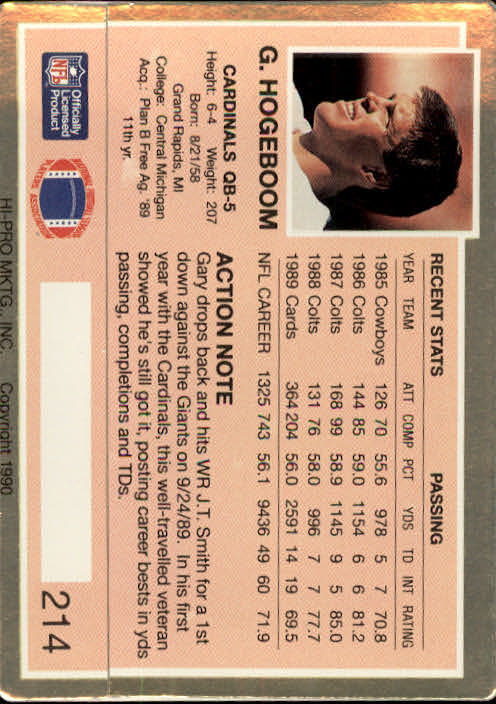 G. HOGEBOOM
CARDINALS QB-5
Height: 6-4 Weight: 207
Born: 8/21/58
Grand Rapids, MI
College: Central Michigan
Acq.: Plan B Free Ag. '89
11th yr.
NFL
Officially
Licensed
Product
RECENT STATS PASSING
YEAR TEAM ATT COMP PCT YDS TD INT RATING
1985 Cowboys 126 70 55.6 978 5 7 70.8
1986 Colts 144 85 59.0 1154 6 6 81.2
1987 Colts 168 99 58.9 1145 9 5 85.0
1988 Colts 131 76 58.0 996 7 7 77.7
1989 Cards 364 204 56.0 2591 14 19 69.5
NFL CAREER 1325 743 56.1 9436 49 60 71.9
ACTION NOTE
Gary drops back and hits WR J.T. Smith for a 1st
down against the Giants on 9/24/89. In his first
year with the Cardinals, this well-travelled veteran
showed he's still got it, posting career bests in yds
passing, completions and TDs.
214
HI-PRO MKTG., INC. Copyright 1990